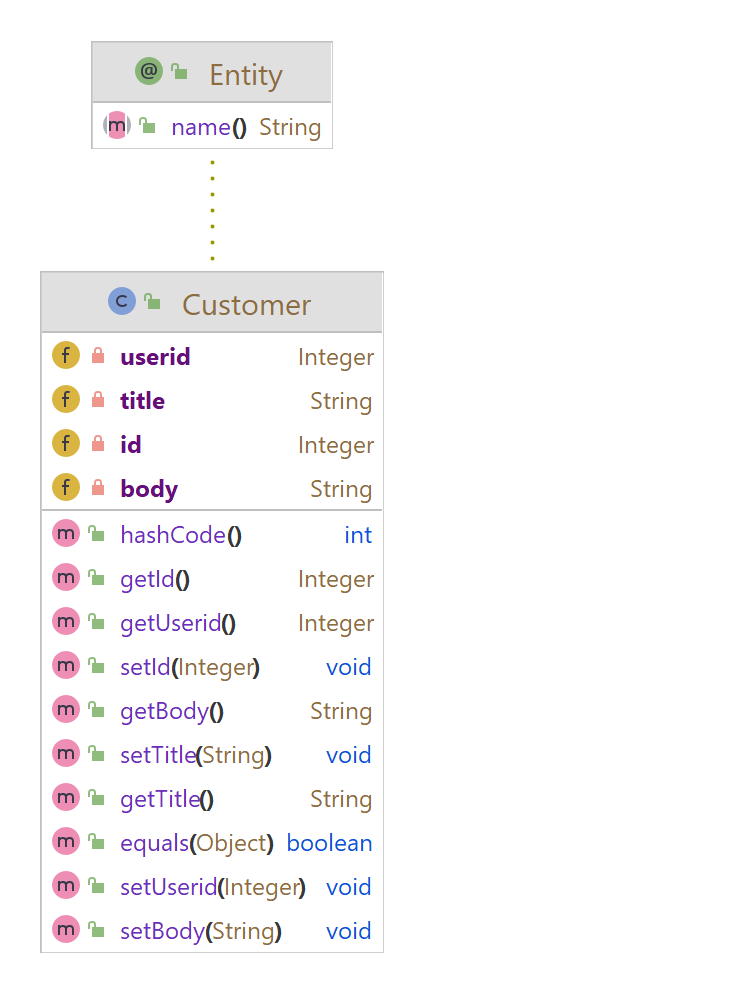 @ Entity
m name() String
C Customer
f userid Integer
f title String
f id Integer
f body String
m hashCode() int
m getId() Integer
m getUserid() Integer
m setId(Integer) void
m getBody() String
m setTitle(String) void
m getTitle() String
m equals(Object) boolean
m setUserid(Integer) void
m setBody(String) void